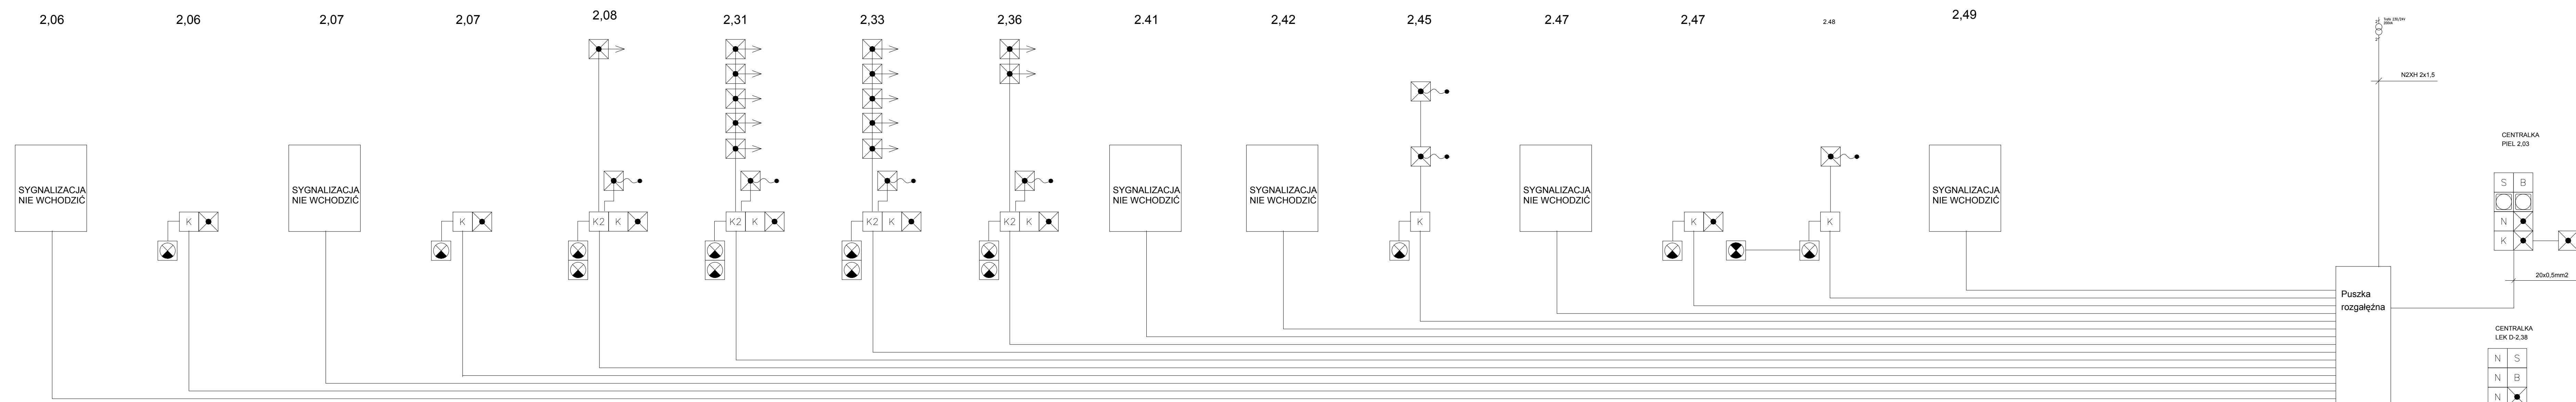 2,06 2,06 2,07 2,07 2,08 2,31 2,33 2,36 2.41 2,42 2,45 2.47 2,47 2.48 2,49
N2XH 2x1,5
CENTRALKA
PIEL 2,03
SYGNALIZACJA
NIE WCHODZIĆ
SYGNALIZACJA
NIE WCHODZIĆ
SYGNALIZACJA
NIE WCHODZIĆ
SYGNALIZACJA
NIE WCHODZIĆ
SYGNALIZACJA
NIE WCHODZIĆ
SYGNALIZACJA
NIE WCHODZIĆ
S B
K K K2 K K2 K K2 K K2 K K K K
N
K
20x0,5mm2
Puszka
rozgałęźna
CENTRALKA
LEK D-2,38
N S
N B
N